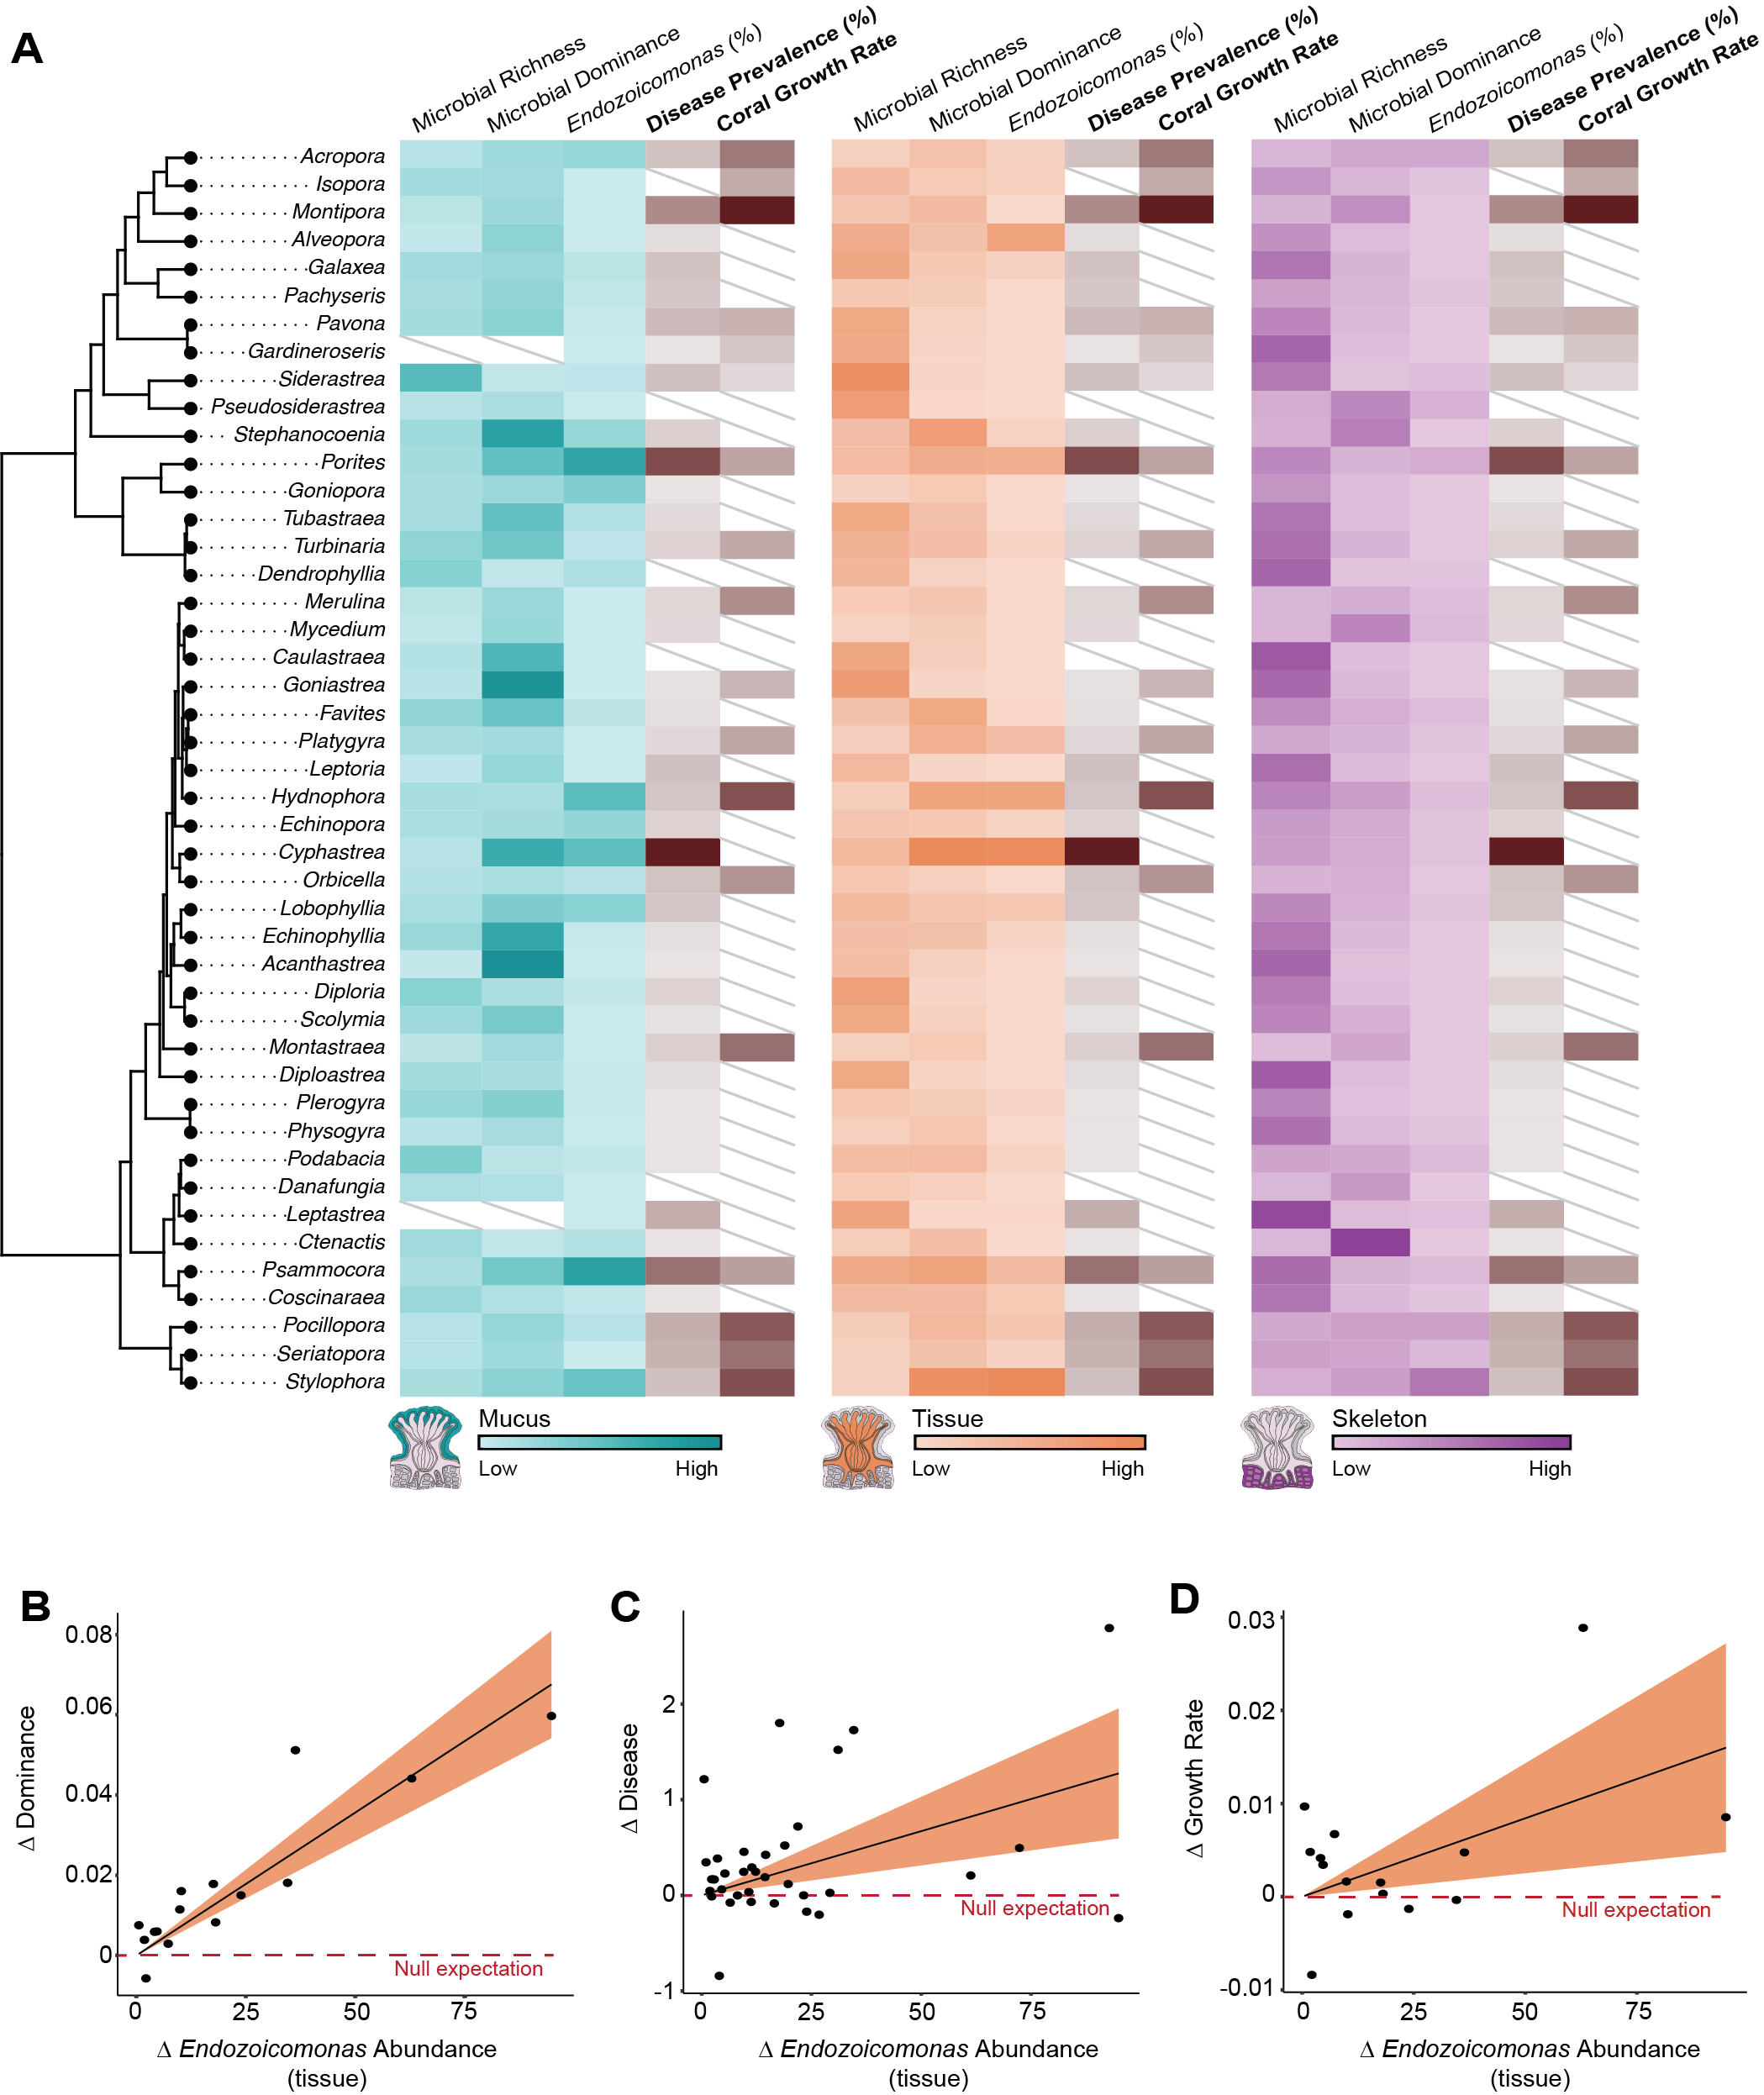 A
Microbial Richness
Microbial Dominance
Endozoicomonas (%)
Disease Prevalence (%)
Coral Growth Rate
Microbial Richness
Microbial Dominance
Endozoicomonas (%)
Disease Prevalence (%)
Coral Growth Rate
Microbial Richness
Microbial Dominance
Endozoicomonas (%)
Disease Prevalence (%)
Coral Growth Rate
Acropora
Isopora
Montipora
Alveopora
Galaxea
Pachyseris
Pavona
Gardineroseris
Siderastrea
Pseudosiderastrea
Stephanocoenia
Porites
Goniopora
Tubastraea
Turbinaria
Dendrophyllia
Merulina
Mycedium
Caulastraea
Goniastrea
Favites
Platygyra
Leptoria
Hydnophora
Echinopora
Cyphastrea
Orbicella
Lobophyllia
Echinophyllia
Acanthastrea
Diploria
Scolymia
Montastraea
Diploastrea
Plerogyra
Physogyra
Podabacia
Danafungia
Leptastrea
Ctenactis
Psammocora
Coscinaraea
Pocillopora
Seriatopora
Stylophora
Mucus
Low High
Tissue
Low High
Skeleton
Low High
B
Δ Dominance
0.08
0.06
0.04
0.02
0
Null expectation
0 25 50 75
Δ Endozoicomonas Abundance
(tissue)
C
Δ Disease
2
1
0
-1
Null expectation
0 25 50 75
Δ Endozoicomonas Abundance
(tissue)
D
Δ Growth Rate
0.03
0.02
0.01
0
-0.01
Null expectation
0 25 50 75
Δ Endozoicomonas Abundance
(tissue)